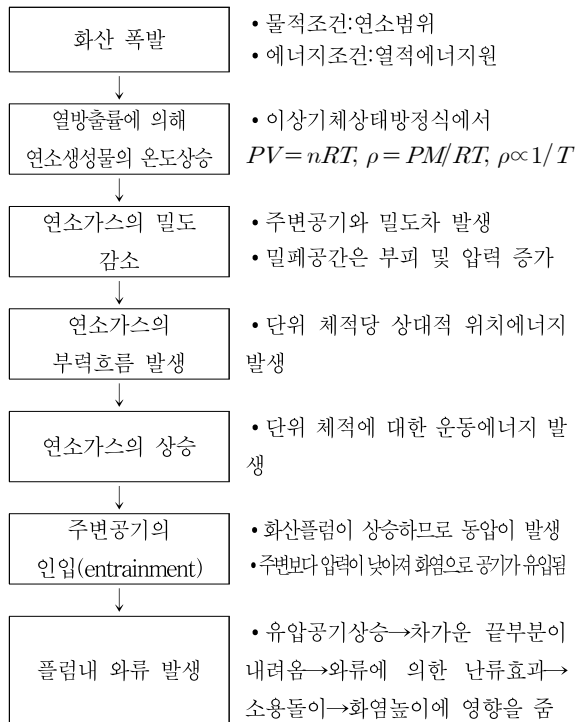 화산 폭발
• 물적조건:연소범위
• 에너지조건:열적에너지원
열방출률에 의해
연소생성물의 온도상승
• 이상기체상태방정식에서
PV=nRT, ρ=PM/RT, ρ∝1/T
연소가스의 밀도
감소
• 주변공기와 밀도차 발생
• 밀폐공간은 부피 및 압력 증가
연소가스의
부력흐름 발생
• 단위 체적당 상대적 위치에너지
발생
연소가스의 상승
• 단위 체적에 대한 운동에너지 발
생
주변공기의
인입(entrainment)
• 화산플럼이 상승하므로 동압이 발생
• 주변보다 압력이 낮아져 화염으로 공기가 유입됨
플럼내 와류 발생
• 유압공기상승→차가운 끝부분이
내려옴→와류에 의한 난류효과→
소용돌이→화염높이에 영향을 줌